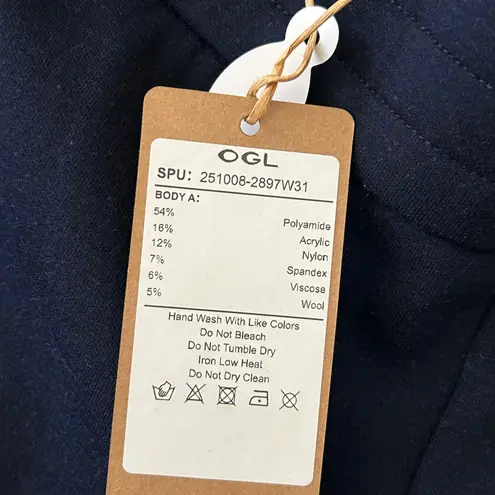 OGL
SPU: 251008-2897W31
BODY A:
54% Polyamide
16% Acrylic
12% Nylon
7% Spandex
6% Viscose
5% Wool
Hand Wash With Like Colors
Do Not Bleach
Do Not Tumble Dry
Iron Low Heat
Do Not Dry Clean